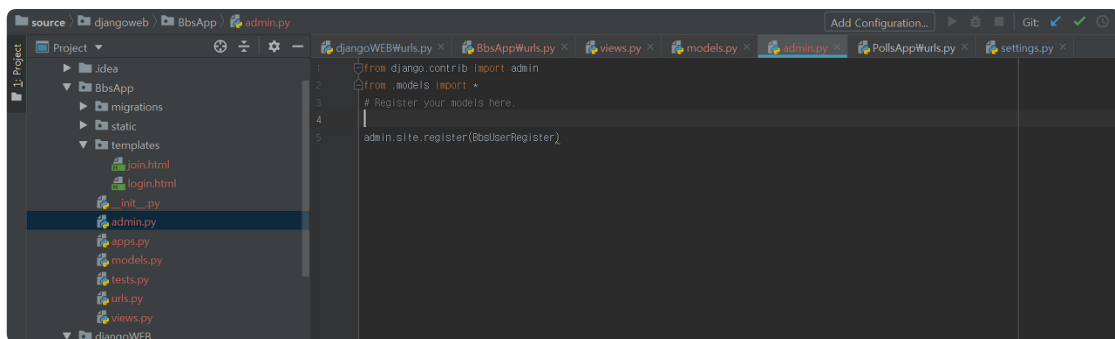 source djangoweb BbsApp admin.py
Add Configuration...
Git:
1: Project
Project
djangoWEB₩urls.py
BbsApp₩urls.py
views.py
models.py
admin.py
PollsApp₩urls.py
settings.py
.idea
BbsApp
migrations
static
templates
join.html
login.html
__init__.py
admin.py
apps.py
models.py
tests.py
urls.py
views.py
djangoWEB
1 from django.contrib import admin
2 from .models import *
3 # Register your models here.
4
5 admin.site.register(BbsUserRegister)